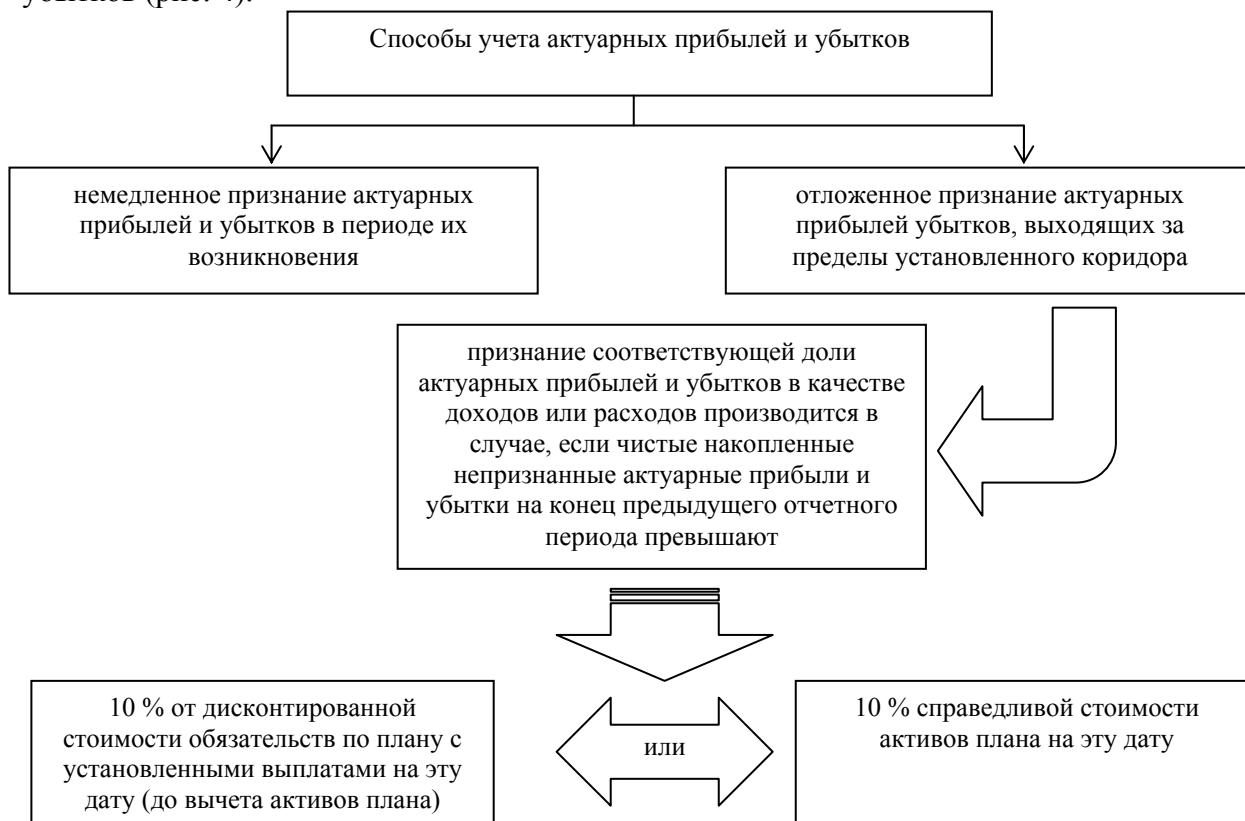 убытков (рис. 4).
Способы учета актуарных прибылей и убытков
немедленное признание актуарных
прибылей и убытков в периоде их
возникновения
отложенное признание актуарных
прибылей убытков, выходящих за
пределы установленного коридора
признание соответствующей доли
актуарных прибылей и убытков в качестве
доходов или расходов производится в
случае, если чистые накопленные
непризнанные актуарные прибыли и
убытки на конец предыдущего отчетного
периода превышают
10 % от дисконтированной
стоимости обязательств по плану с
установленными выплатами на эту
дату (до вычета активов плана)
или
10 % справедливой стоимости
активов плана на эту дату